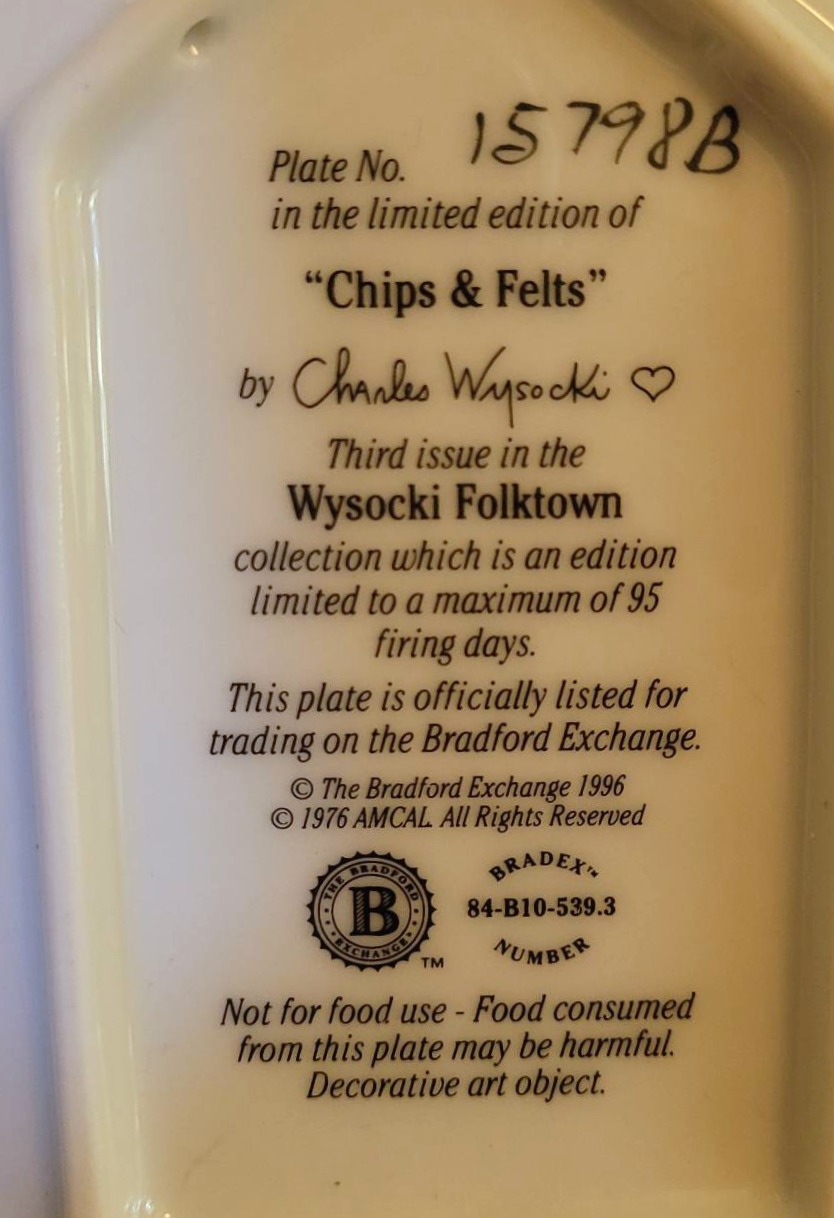 Plate No. 15798B
in the limited edition of
“Chips & Felts”
by Charles Wysocki ♡
Third issue in the
Wysocki Folktown
collection which is an edition
limited to a maximum of 95
firing days.
This plate is officially listed for
trading on the Bradford Exchange.
© The Bradford Exchange 1996
© 1976 AMCAL. All Rights Reserved
THE BRADFORD
B
EXCHANGE
TM
BRADEX™
84-B10-539.3
NUMBER
Not for food use - Food consumed
from this plate may be harmful.
Decorative art object.